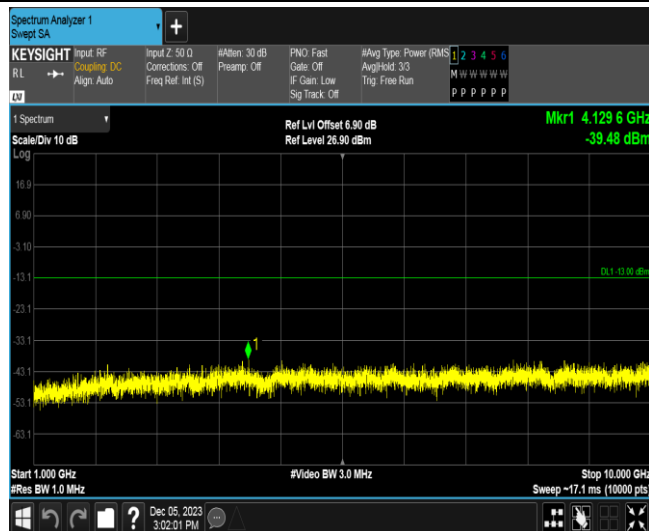 Spectrum Analyzer 1
Swept SA
KEYSIGHT
RL
LXI
Input: RF
Coupling: DC
Align: Auto
Input Z: 50 Ω
Corrections: Off
Freq Ref: Int (S)
#Atten: 30 dB
Preamp: Off
PNO: Fast
Gate: Off
IF Gain: Low
Sig Track: Off
#Avg Type: Power (RMS
Avg|Hold: 3/3
Trig: Free Run
1 2 3 4 5 6
M W W W W W
P P P P P P
1 Spectrum
Scale/Div 10 dB
Log
Ref Lvl Offset 6.90 dB
Ref Level 26.90 dBm
Mkr1 4.129 6 GHz
-39.48 dBm
16.9
6.90
-3.10
-13.1
DL1 -13.00 dBm
-23.1
-33.1
1
-43.1
-53.1
-63.1
Start 1.000 GHz
#Res BW 1.0 MHz
#Video BW 3.0 MHz
Stop 10.000 GHz
Sweep ~17.1 ms (10000 pts)
?
Dec 05, 2023
3:02:01 PM